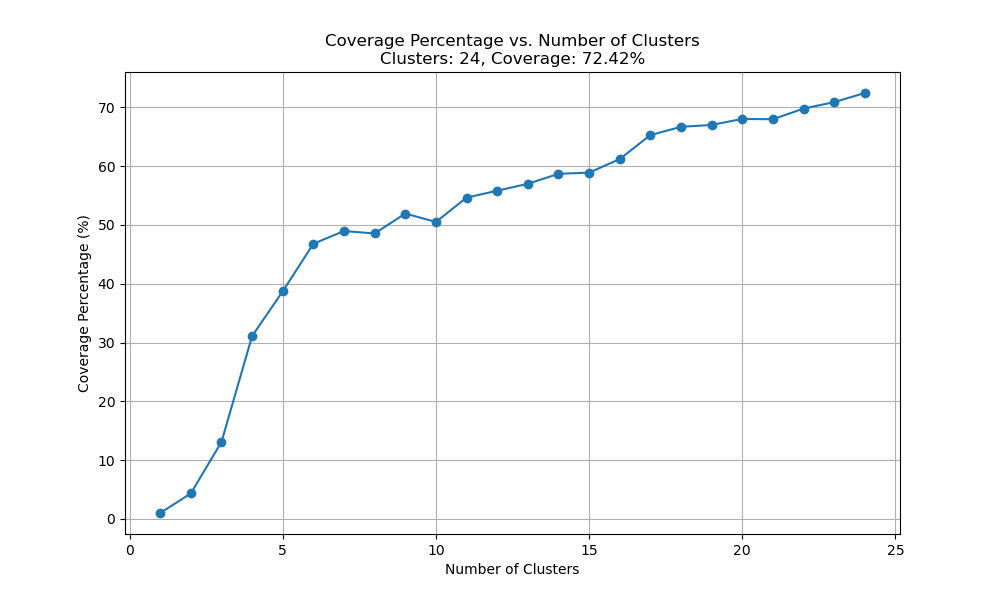 Coverage Percentage vs. Number of Clusters
Clusters: 24, Coverage: 72.42%
Coverage Percentage (%)
70
60
50
40
30
20
10
0
0 5 10 15 20 25
Number of Clusters